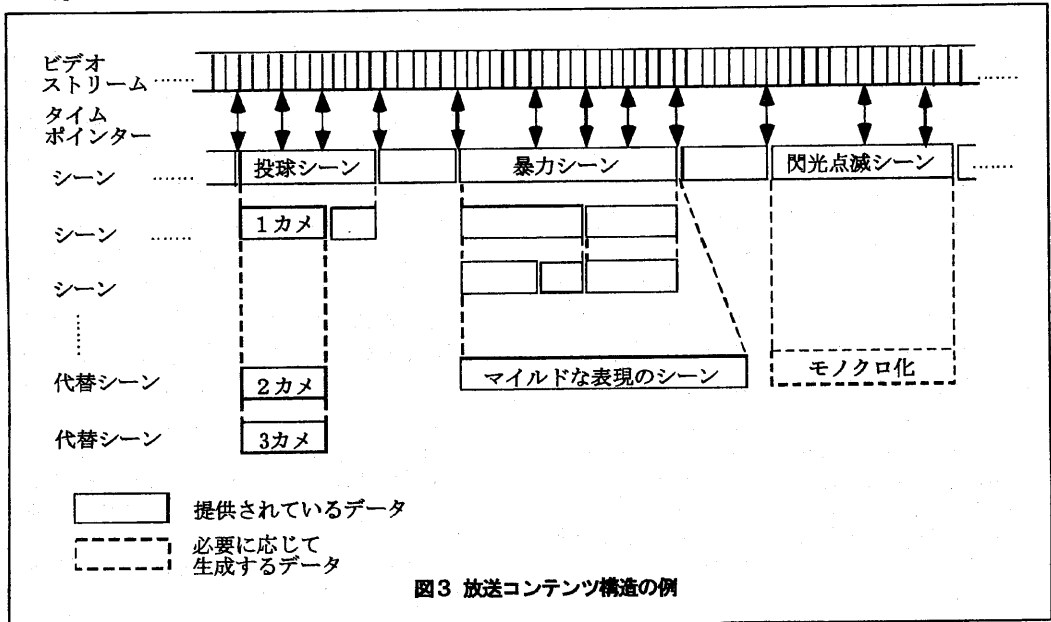 ビデオ
ストリーム ……
……
タイム
ポインター
シーン ……
投球シーン
暴力シーン
閃光点滅シーン
……
シーン ……
1カメ
シーン
……
代替シーン
2カメ
マイルドな表現のシーン
モノクロ化
代替シーン
3カメ
提供されているデータ
必要に応じて
生成するデータ
図3 放送コンテンツ構造の例